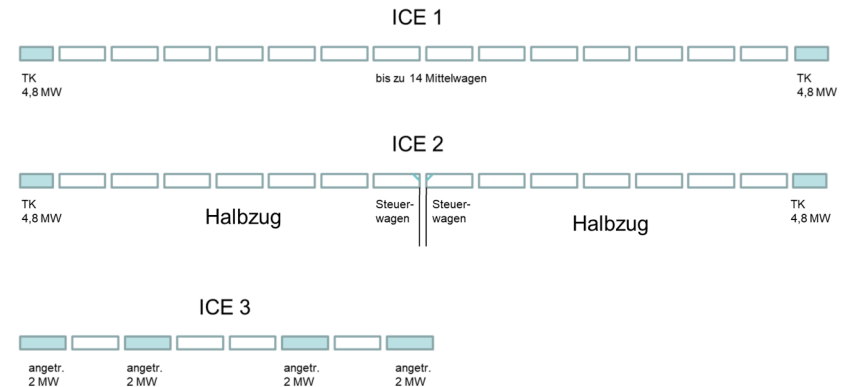 ICE 1
TK
4,8 MW
bis zu 14 Mittelwagen
TK
4,8 MW
ICE 2
TK
4,8 MW
Halbzug
Steuer-
wagen
Steuer-
wagen
Halbzug
TK
4,8 MW
ICE 3
angetr.
2 MW
angetr.
2 MW
angetr.
2 MW
angetr.
2 MW